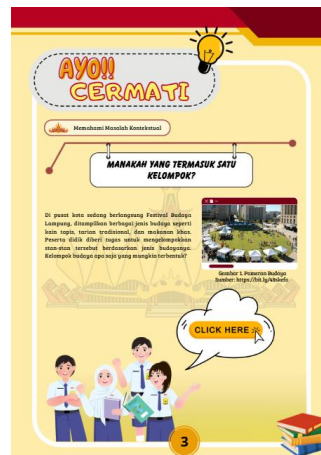 AYO!!
CERMATI
Memahami Masalah Kontekstual
MANAKAH YANG TERMASUK SATU
KELOMPOK?
Di pusat kota sedang berlangsung Festival Budaya
Lampung, ditampilkan berbagai jenis budaya seperti
kain tapis, tarian tradisional, dan makanan khas.
Peserta didik diberi tugas untuk mengelompokkan
stan-stan tersebut berdasarkan jenis budayanya.
Kelompok budaya apa saja yang mungkin terbentuk?
Gambar 1. Pameran Budaya
Sumber:
CLICK HERE
3